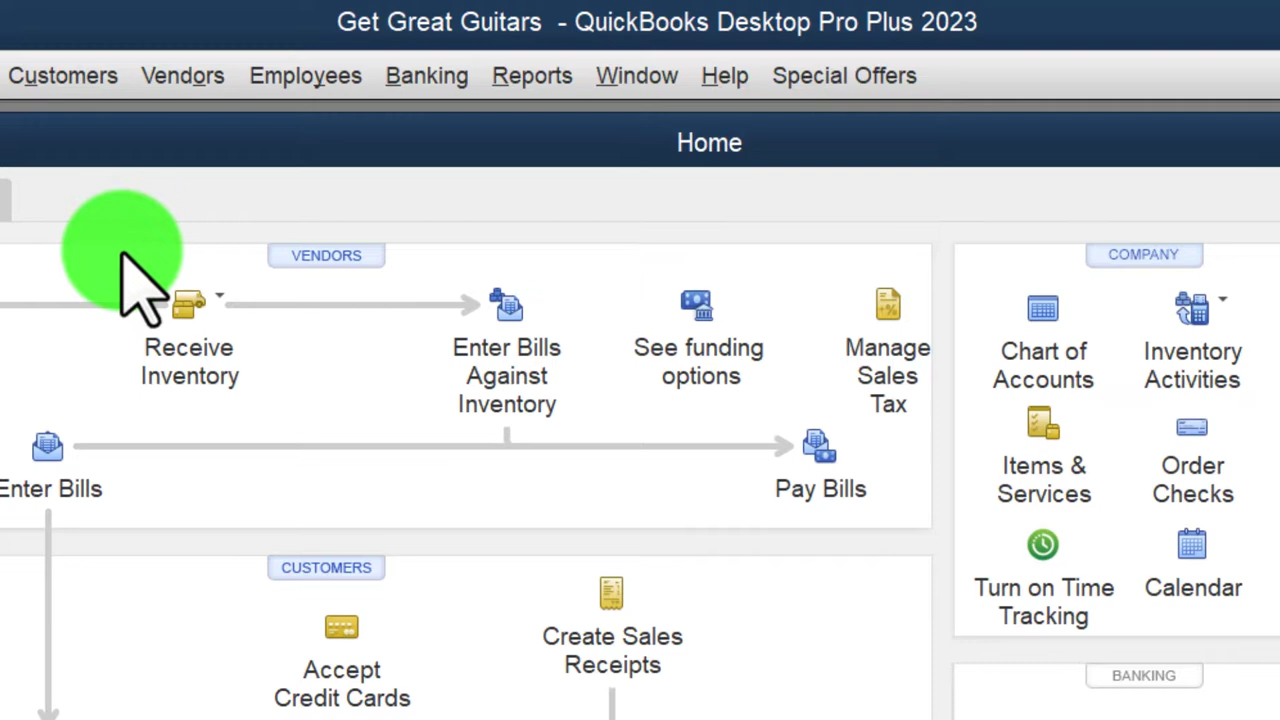 Get Great Guitars - QuickBooks Desktop Pro Plus 2023
Customers Vendors Employees Banking Reports Window Help Special Offers
Home
VENDORS
Receive
Inventory
Enter Bills
Against
Inventory
See funding
options
Manage
Sales
Tax
Enter Bills
Pay Bills
COMPANY
Chart of
Accounts
Inventory
Activities
Items &
Services
Order
Checks
Turn on Time
Tracking
Calendar
CUSTOMERS
Accept
Credit Cards
Create Sales
Receipts
BANKING